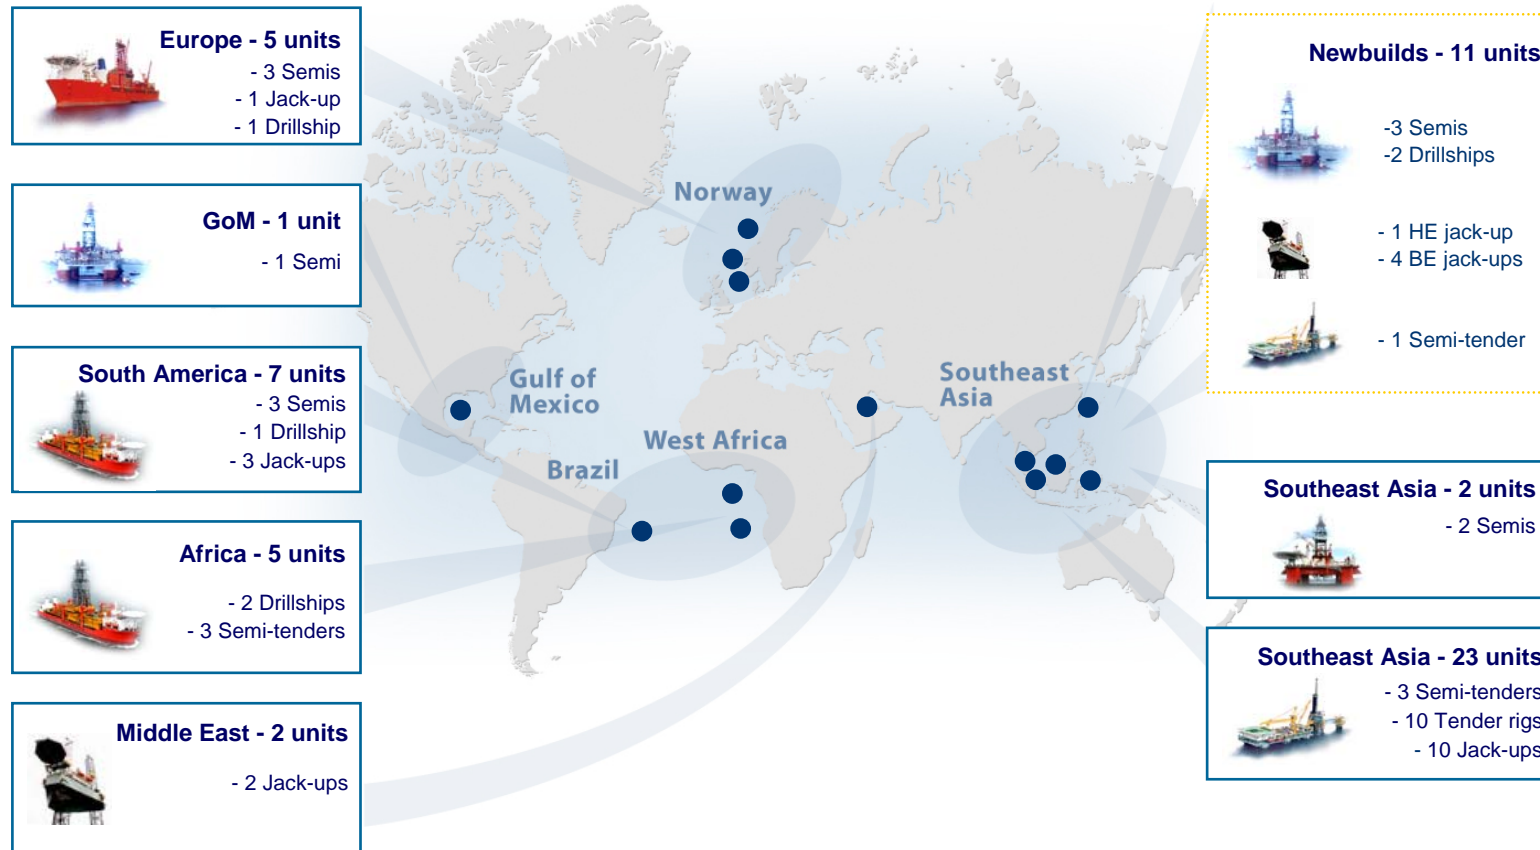 Europe - 5 units
- 3 Semis
- 1 Jack-up
- 1 Drillship
GoM - 1 unit
- 1 Semi
South America - 7 units
- 3 Semis
- 1 Drillship
- 3 Jack-ups
Africa - 5 units
- 2 Drillships
- 3 Semi-tenders
Middle East - 2 units
- 2 Jack-ups
Norway
Gulf of
Mexico
West Africa
Brazil
Southeast
Asia
Newbuilds - 11 units
-3 Semis
-2 Drillships
- 1 HE jack-up
- 4 BE jack-ups
- 1 Semi-tender
Southeast Asia - 2 units
- 2 Semis
Southeast Asia - 23 units
- 3 Semi-tenders
- 10 Tender rigs
- 10 Jack-ups